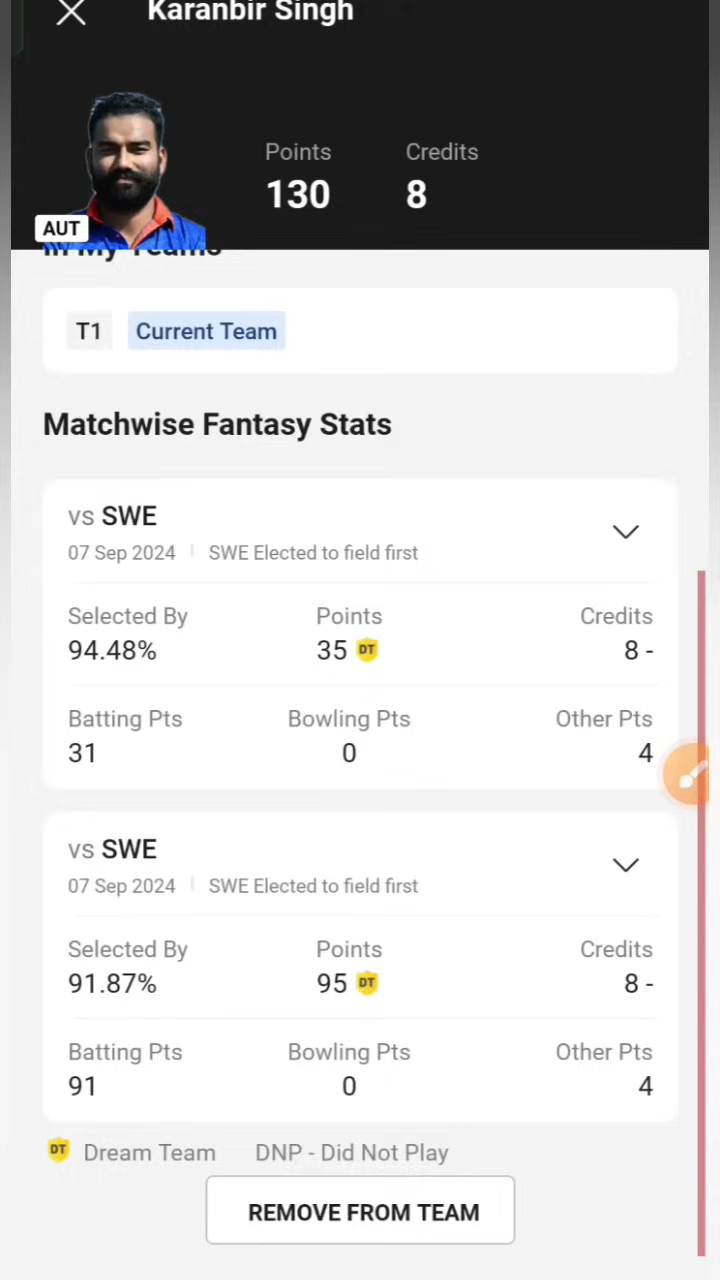 Karanbir Singh
Points Credits
130 8
AUT
In My Teams
T1 Current Team
Matchwise Fantasy Stats
vs SWE
07 Sep 2024 SWE Elected to field first
Selected By Points Credits
94.48% 35 DT 8 -
Batting Pts Bowling Pts Other Pts
31 0 4
vs SWE
07 Sep 2024 SWE Elected to field first
Selected By Points Credits
91.87% 95 DT 8 -
Batting Pts Bowling Pts Other Pts
91 0 4
DT Dream Team DNP - Did Not Play
REMOVE FROM TEAM